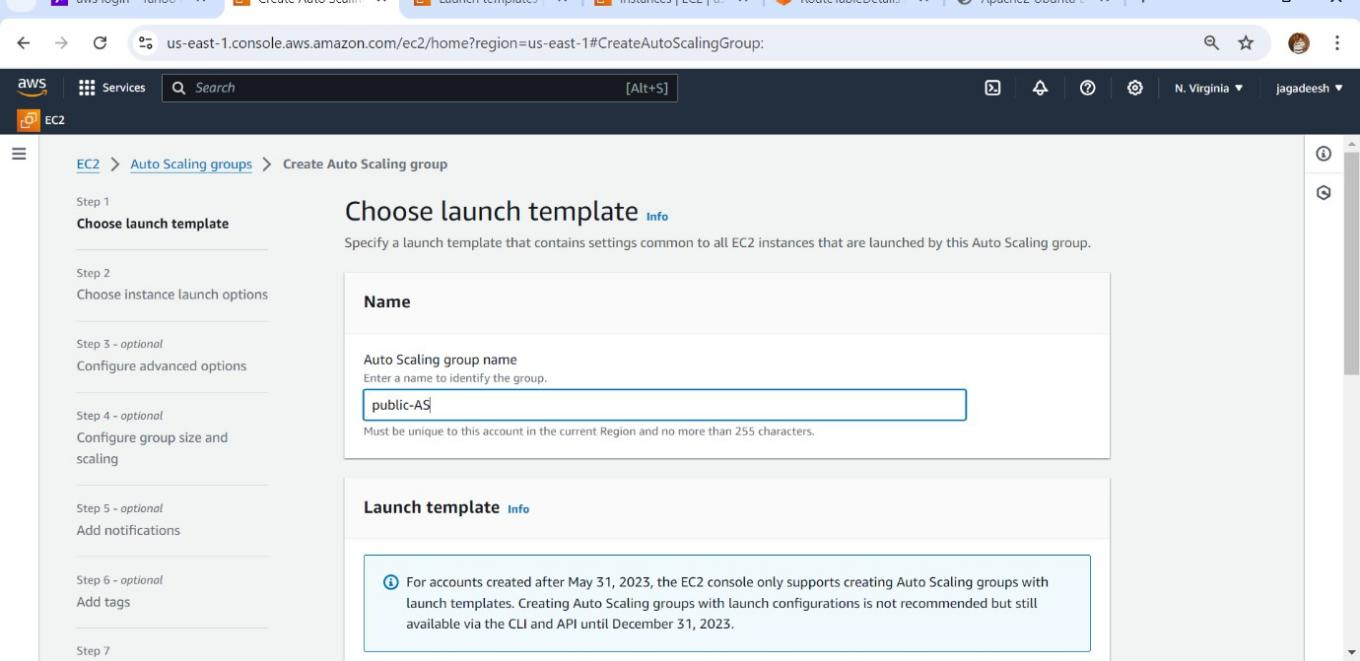 us-east-1.console.aws.amazon.com/ec2/home?region=us-east-1#CreateAutoScalingGroup:
aws Services Search [Alt+S] N. Virginia ▼ jagadeesh ▼
EC2
EC2 > Auto Scaling groups > Create Auto Scaling group
Step 1
Choose launch template
Step 2
Choose instance launch options
Step 3 - optional
Configure advanced options
Step 4 - optional
Configure group size and
scaling
Step 5 - optional
Add notifications
Step 6 - optional
Add tags
Step 7
Choose launch template Info
Specify a launch template that contains settings common to all EC2 instances that are launched by this Auto Scaling group.
Name
Auto Scaling group name
Enter a name to identify the group.
public-AS
Must be unique to this account in the current Region and no more than 255 characters.
Launch template Info
For accounts created after May 31, 2023, the EC2 console only supports creating Auto Scaling groups with
launch templates. Creating Auto Scaling groups with launch configurations is not recommended but still
available via the CLI and API until December 31, 2023.